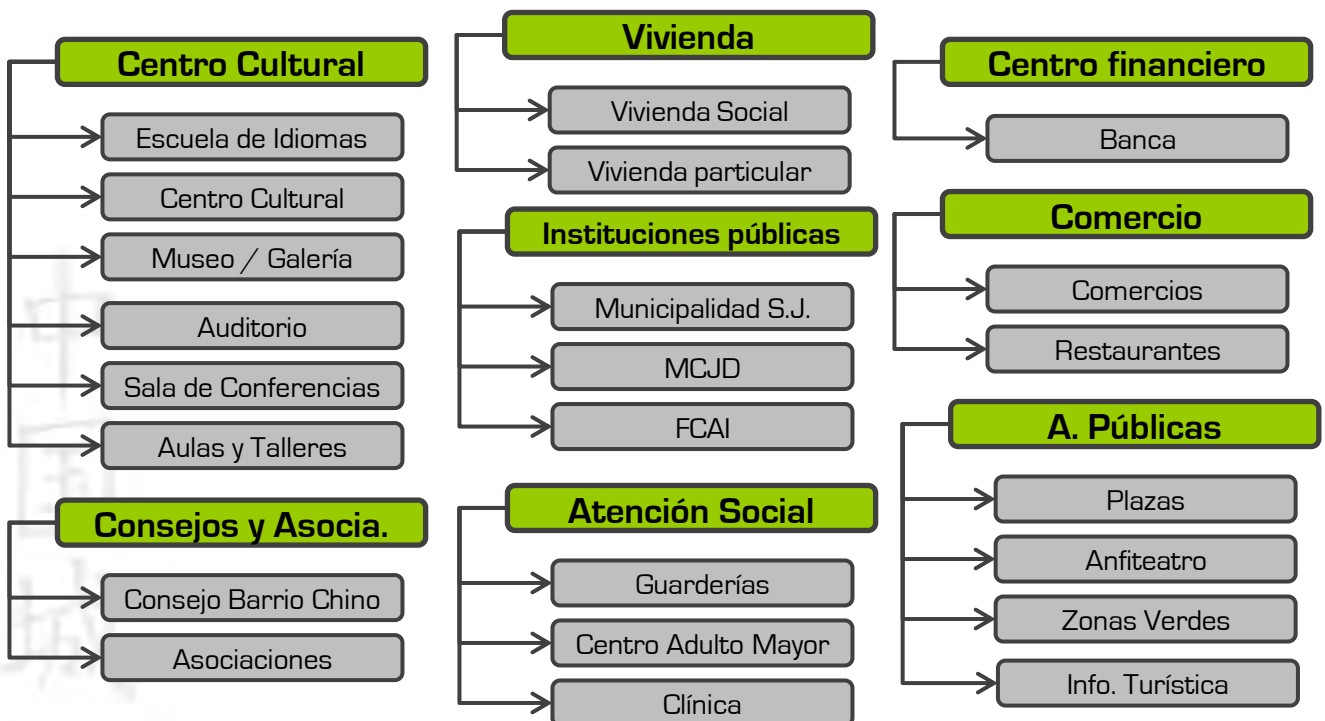 Centro Cultural
Escuela de Idiomas
Centro Cultural
Museo / Galería
Auditorio
Sala de Conferencias
Aulas y Talleres
Consejos y Asocia.
Consejo Barrio Chino
Asociaciones
Vivienda
Vivienda Social
Vivienda particular
Instituciones públicas
Municipalidad S.J.
MCJD
FCAI
Atención Social
Guarderías
Centro Adulto Mayor
Clínica
Centro financiero
Banca
Comercio
Comercios
Restaurantes
A. Públicas
Plazas
Anfiteatro
Zonas Verdes
Info. Turística